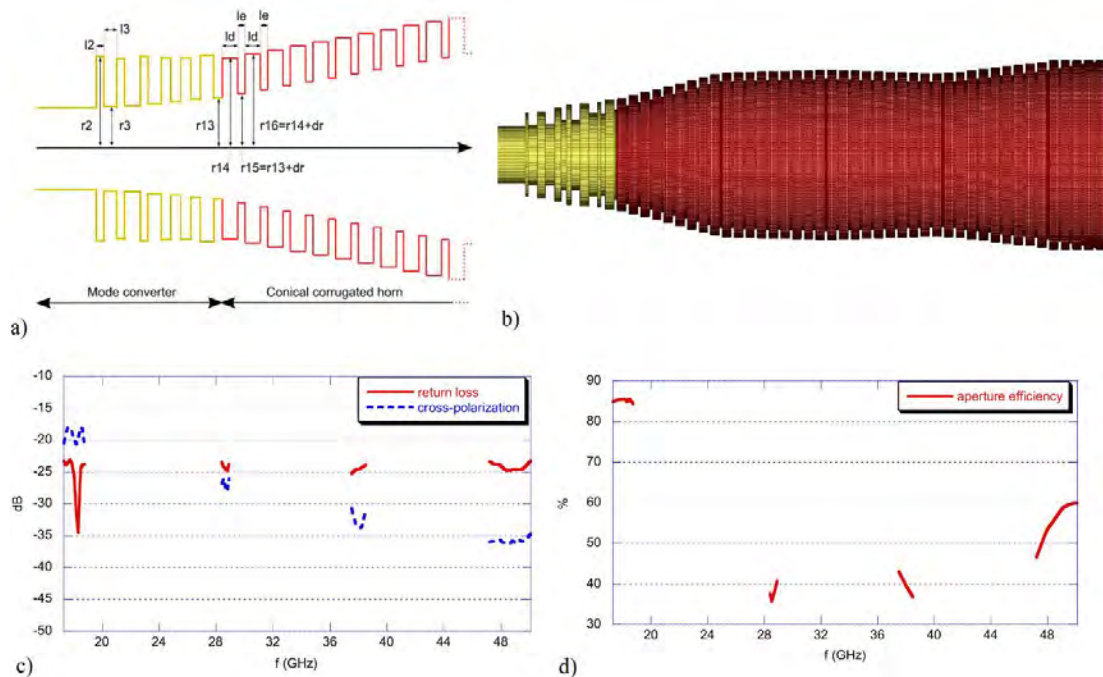 le le
l3
l2 ld ld
r2 r3 r13 r16=r14+dr
r14 r15=r13+dr
Mode converter Conical corrugated horn
a)
b)
-10
-15
-20
-25
-30
-35
-40
-45
-50
dB
return loss
cross-polarization
20 24 28 32 36 40 44 48
f (GHz)
c)
90
80
70
60
50
40
30
%
aperture efficiency
20 24 28 32 36 40 44 48
f (GHz)
d)